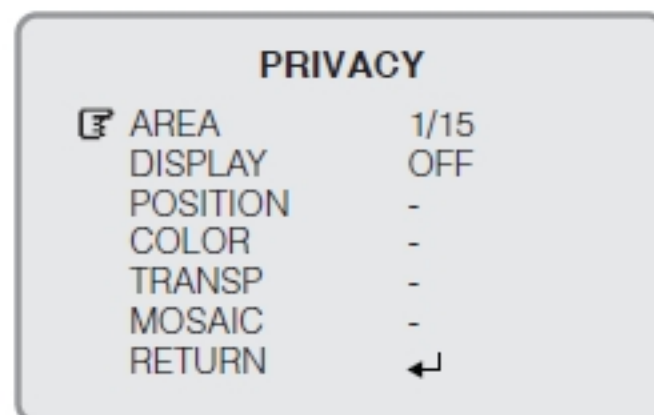 PRIVACY
☞ AREA 1/15
DISPLAY OFF
POSITION -
COLOR -
TRANSP -
MOSAIC -
RETURN ↵